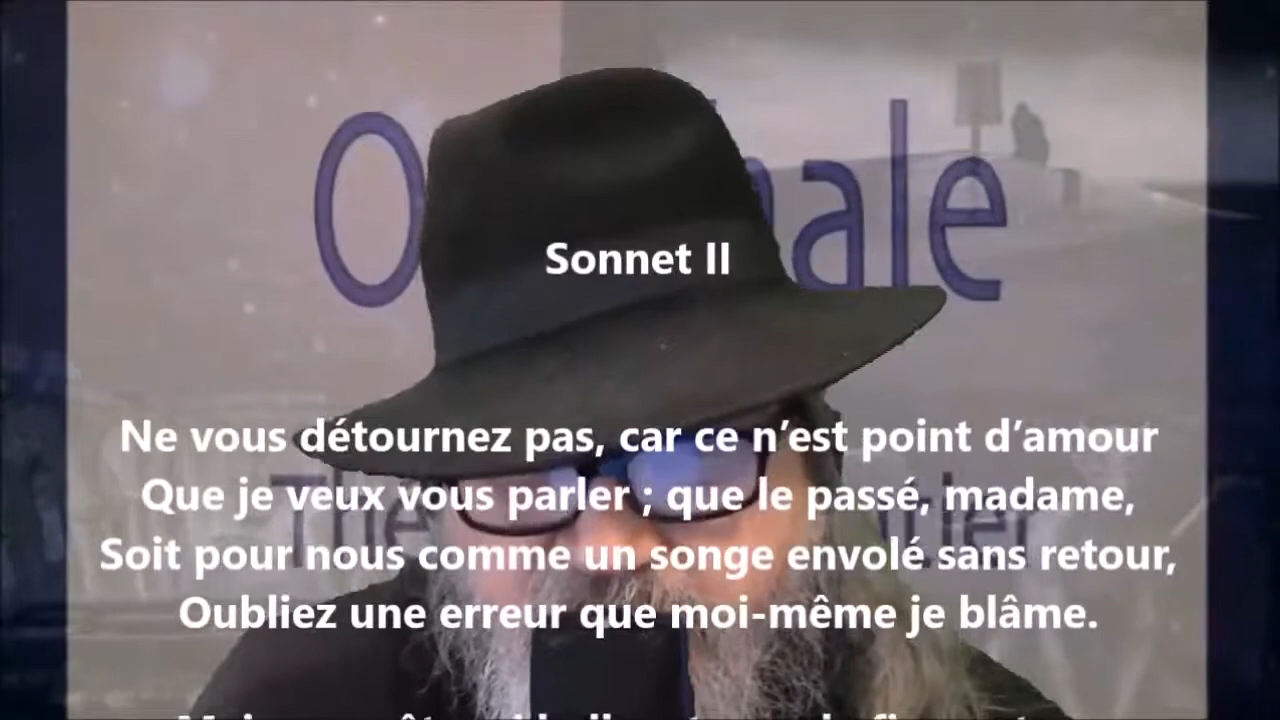 Sonnet II
Ne vous détournez pas, car ce n’est point d’amour
Que je veux vous parler ; que le passé, madame,
Soit pour nous comme un songe envolé sans retour,
Oubliez une erreur que moi-même je blâme.